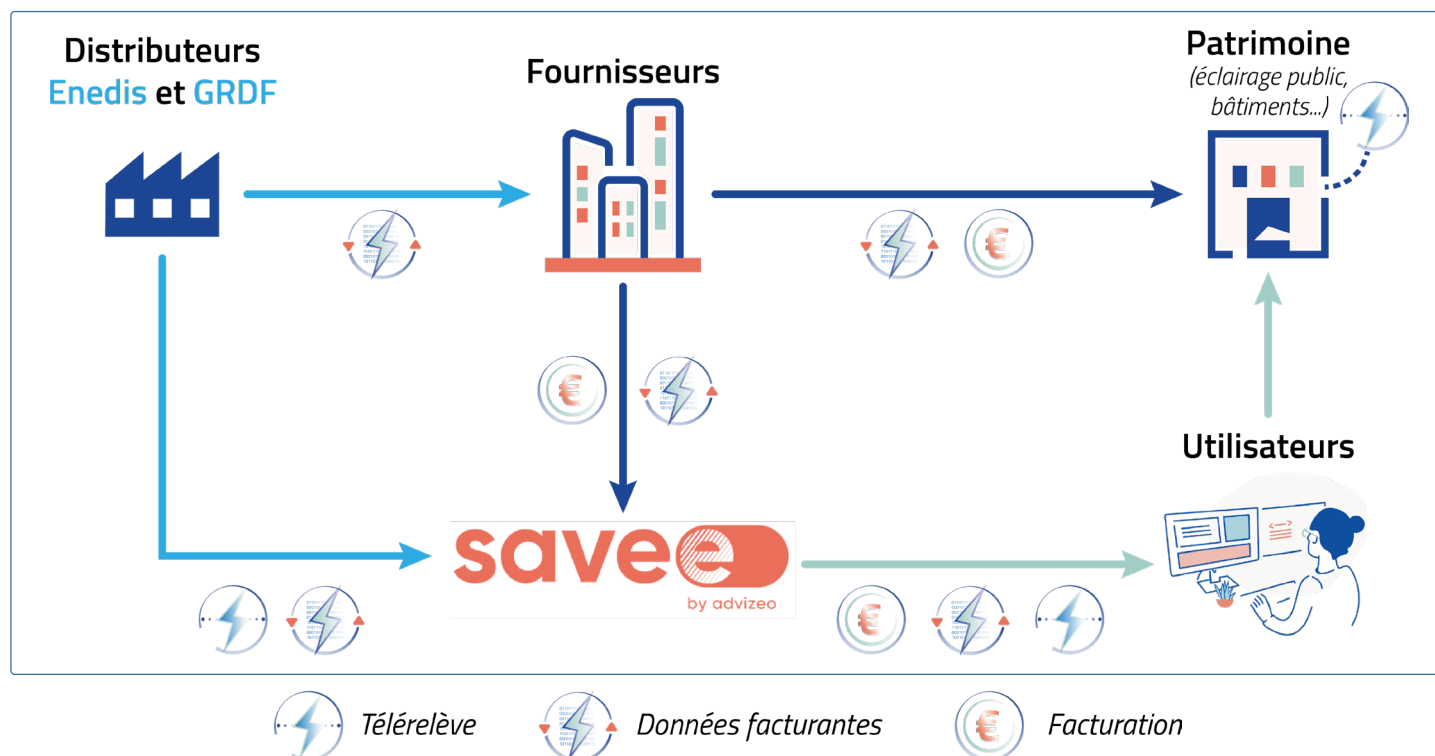 Distributeurs
Enedis et GRDF
Fournisseurs
Patrimoine
(éclairage public,
bâtiments...)
€
€
Utilisateurs
savee
by advizeo
€
Télérelève
Données facturantes
€
Facturation